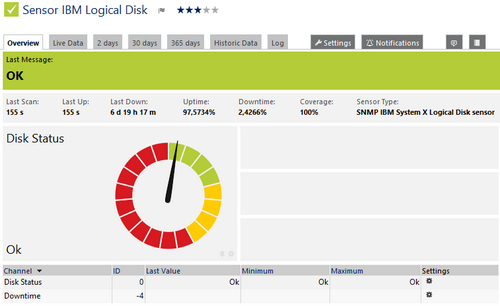 Sensor IBM Logical Disk
Overview Live Data 2 days 30 days 365 days Historic Data Log Settings Notifications
Last Message:
OK
Last Scan: Last Up: Last Down: Uptime: Downtime: Coverage: Sensor Type:
155 s 155 s 6 d 19 h 17 m 97,5734% 2,4266% 100% SNMP IBM System X Logical Disk sensor
Disk Status
Ok
Channel ID Last Value Minimum Maximum Settings
Disk Status 0 Ok Ok Ok
Downtime -4